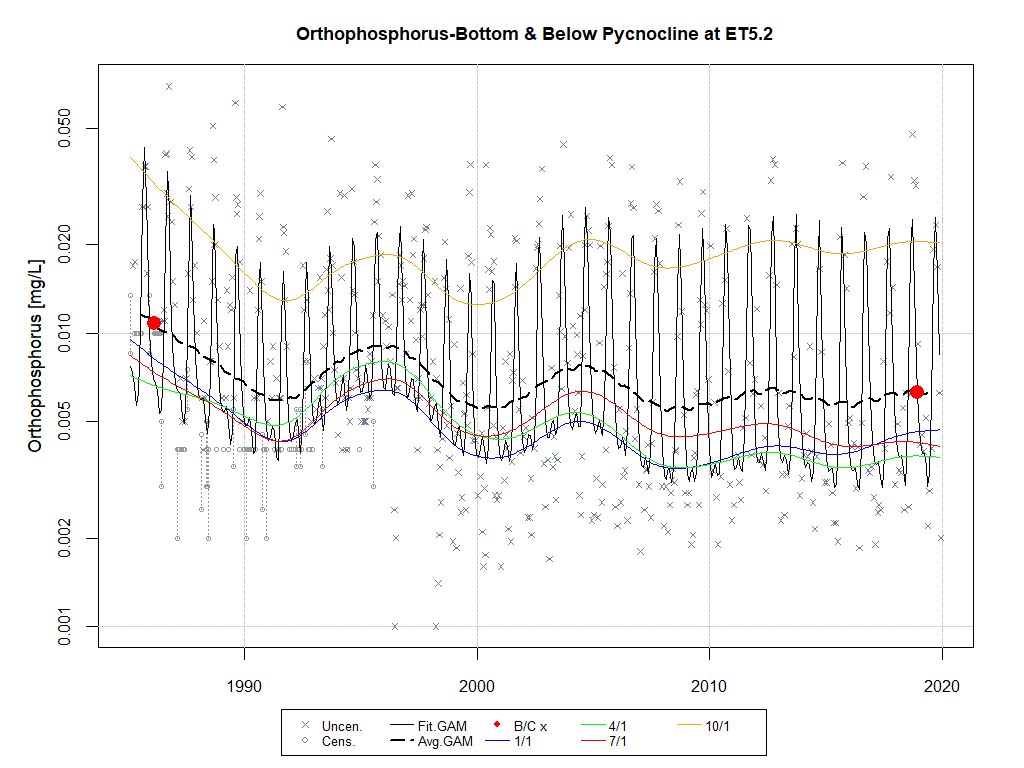 Orthophosphorus-Bottom & Below Pycnocline at ET5.2
Orthophosphorus [mg/L]
0.050
0.020
0.010
0.005
0.002
0.001
1990 2000 2010 2020
Uncen. Fit.GAM B/C x 4/1 10/1
Cens. Avg.GAM 1/1 7/1